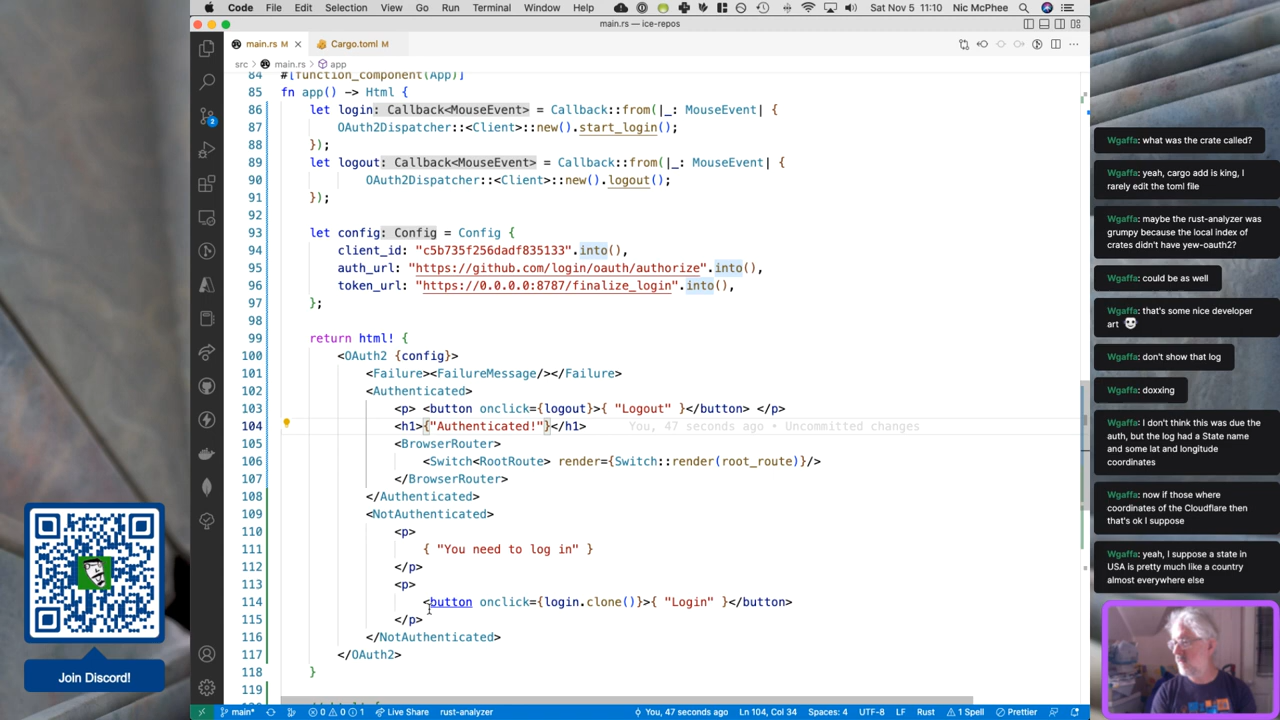 Code File Edit Selection View Go Run Terminal Window Help
Sat Nov 5 11:10 Nic McPhee
main.rs — ice-repos
main.rs M
Cargo.toml M
src > main.rs > app
84 #[function_component(App)]
85 fn app() -> Html {
86 let login: Callback<MouseEvent> = Callback::from(|_: MouseEvent| {
87 OAuth2Dispatcher::<Client>::new().start_login();
88 });
89 let logout: Callback<MouseEvent> = Callback::from(|_: MouseEvent| {
90 OAuth2Dispatcher::<Client>::new().logout();
91 });
92
93 let config: Config = Config {
94 client_id: "c5b735f256dadf835133".into(),
95 auth_url: "https://github.com/login/oauth/authorize".into(),
96 token_url: "https://0.0.0.0:8787/finalize_login".into(),
97 };
98
99 return html! {
100 <OAuth2 {config}>
101 <Failure><FailureMessage/></Failure>
102 <Authenticated>
103 <p> <button onclick={logout}>{ "Logout" }</button> </p>
104 <h1>{"Authenticated!"}</h1> You, 47 seconds ago • Uncommitted changes
105 <BrowserRouter>
106 <Switch<RootRoute> render={Switch::render(root_route)}/>
107 </BrowserRouter>
108 </Authenticated>
109 <NotAuthenticated>
110 <p>
111 { "You need to log in" }
112 </p>
113 <p>
114 <button onclick={login.clone()}>{ "Login" }</button>
115 </p>
116 </NotAuthenticated>
117 </OAuth2>
118 }
119
main* 0 0 1 Live Share rust-analyzer You, 47 seconds ago Ln 104, Col 34 Spaces: 4 UTF-8 LF Rust 1 Spell Prettier
2
Join Discord!
Wgaffa: what was the crate called?
Wgaffa: yeah, cargo add is king, I
rarely edit the toml file
Wgaffa: maybe the rust-analyzer was
grumpy because the local index of
crates didn't have yew-oauth2?
Wgaffa: could be as well
Wgaffa: that's some nice developer
art
Wgaffa: don't show that log
Wgaffa: doxxing
Wgaffa: I don't think this was due the
auth, but the log had a State name
and some lat and longitude
coordinates
Wgaffa: now if those where
coordinates of the Cloudflare then
that's ok I suppose
Wgaffa: yeah, I suppose a state in
USA is pretty much like a country
almost everywhere else